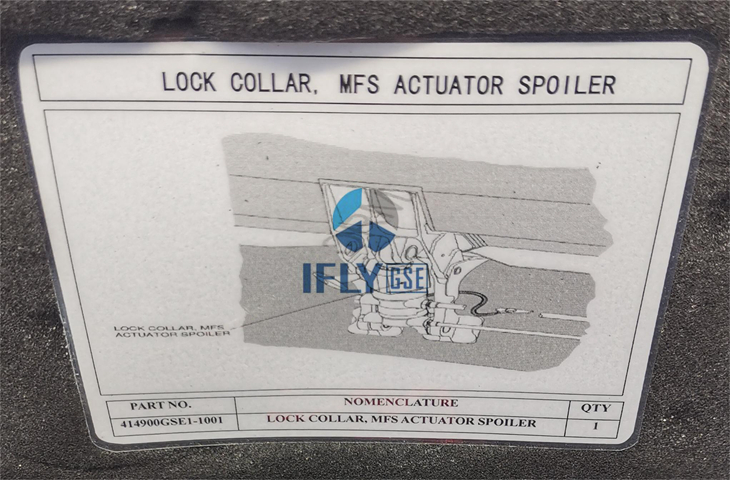 LOCK COLLAR, MFS ACTUATOR SPOILER
IFLY GSE
LOCK COLLAR, MFS
ACTUATOR SPOILER
PART NO. NOMENCLATURE QTY
414900GSE1-1001 LOCK COLLAR, MFS ACTUATOR SPOILER 1